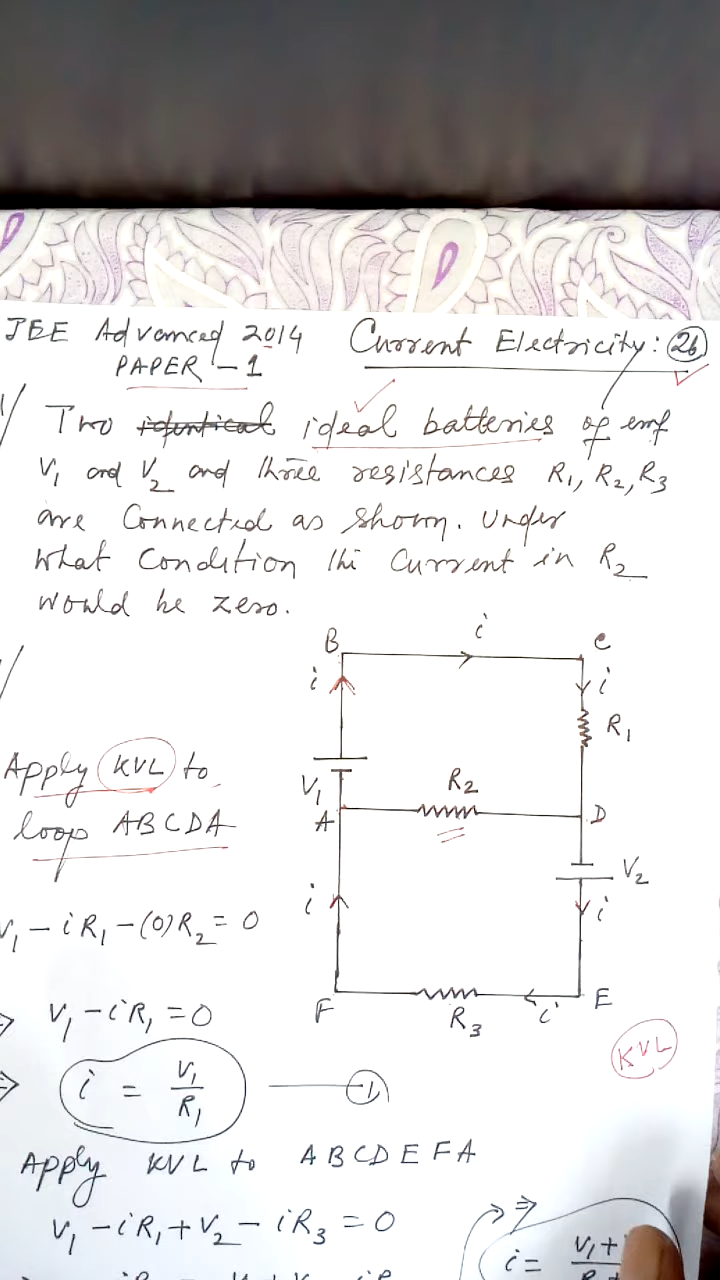 JEE Advanced 2014 Current Electricity: 26
PAPER - 1
Two identical ideal batteries of emf
V₁ and V₂ and three resistances R₁, R₂, R₃
are Connected as shown. Under
What Condition the Current in R₂
would be zero.
B i C
i i
R₁
Apply KVL to
V₁ R₂
A D
loop ABCDA
V₂
i i
V₁ - iR₁ - (0)R₂ = 0
F R₃ i E
⇒ V₁ - iR₁ = 0
KVL
⇒ i = V₁/R₁ — 1
Apply KVL to ABCDEFA
V₁ - iR₁ + V₂ - iR₃ = 0
⇒ i = V₁+